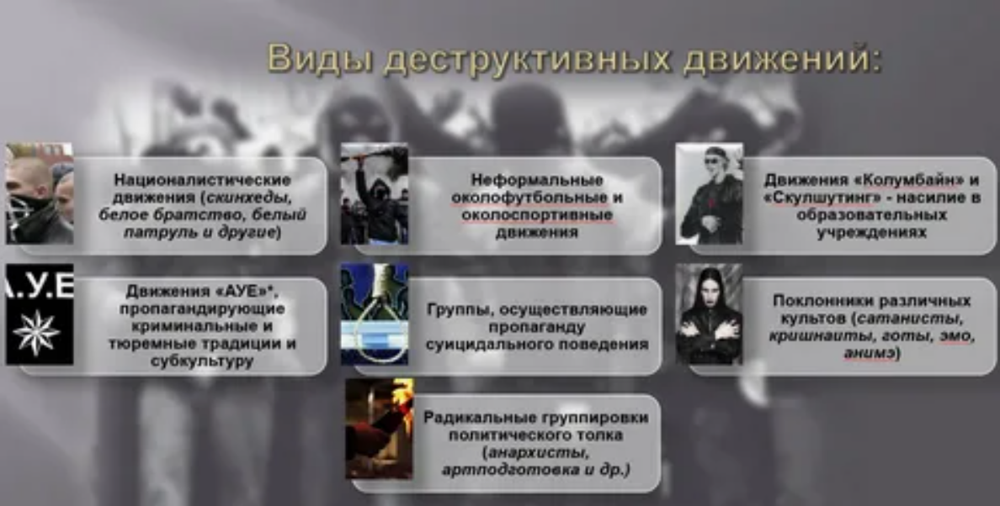 Виды деструктивных движений:
Националистические
движения (скинхеды,
белое братство, белый
патруль и другие)
Неформальные
околофутбольные и
околоспортивные
движения
Движения «Колумбайн» и
«Скулшутинг» - насилие в
образовательных
учреждениях
А.У.Е
Движения «АУЕ»*,
пропагандирующие
криминальные и
тюремные традиции и
субкультуру
Группы, осуществляющие
пропаганду
суицидального поведения
Поклонники различных
культов (сатанисты,
кришнаиты, готы, эмо,
анимэ)
Радикальные группировки
политического толка
(анархисты,
артподготовка и др.)